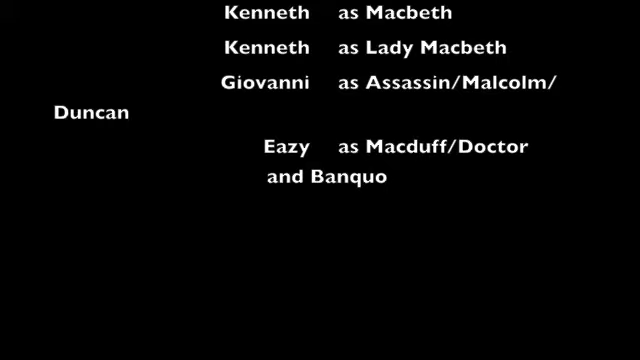 Kenneth as Macbeth
Kenneth as Lady Macbeth
Giovanni as Assassin/Malcolm/
Duncan
Eazy as Macduff/Doctor
and Banquo